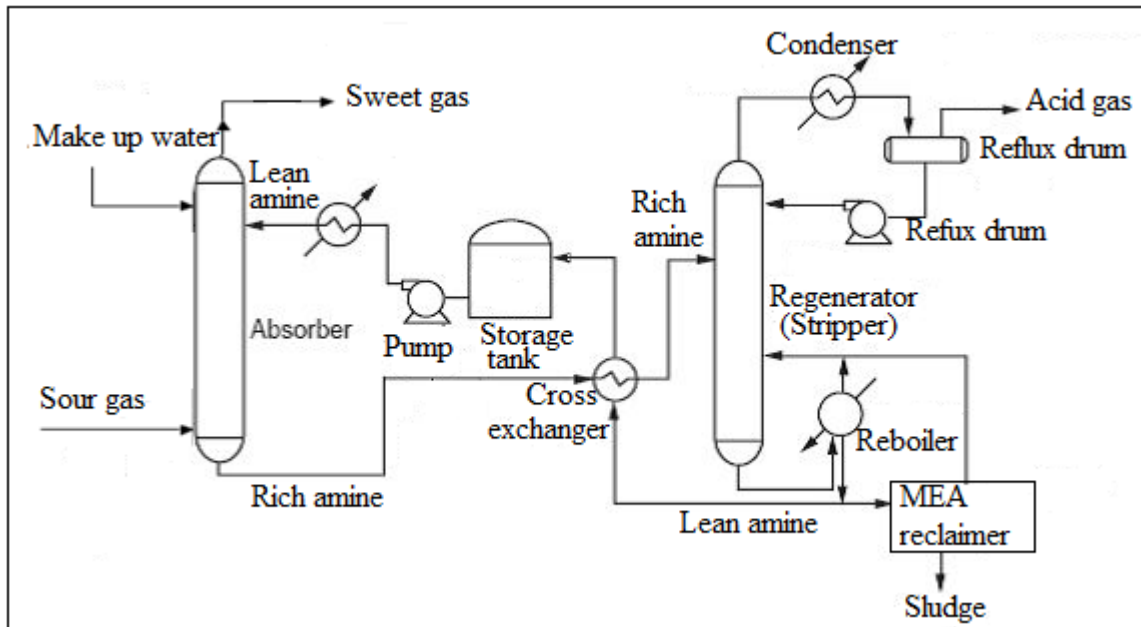 Condenser
Sweet gas
Acid gas
Make up water
Reflux drum
Lean
amine
Rich
amine
Refux drum
Regenerator
(Stripper)
Absorber
Pump
Storage
tank
Sour gas
Cross
exchanger
Reboiler
Rich amine
Lean amine
MEA
reclaimer
Sludge